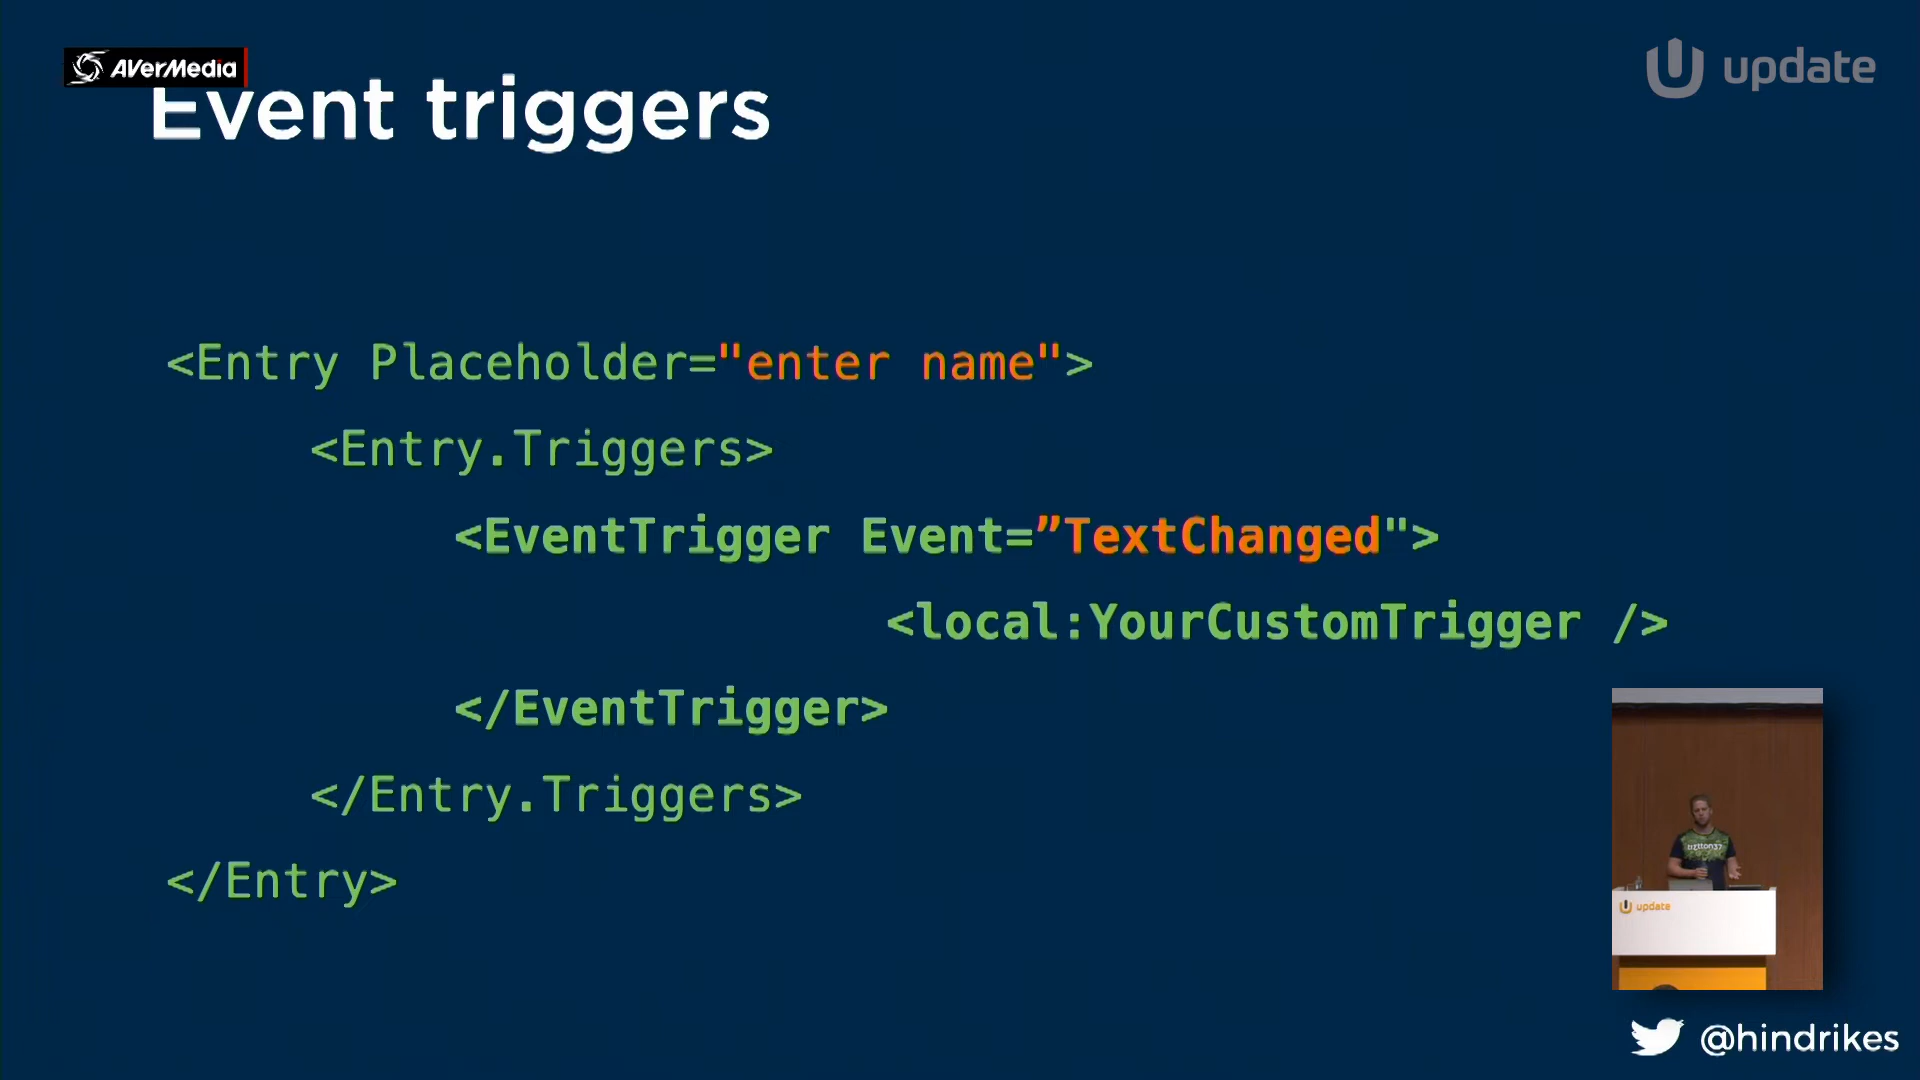 AVerMedia
update
Event triggers
<Entry Placeholder="enter name">
<Entry.Triggers>
<EventTrigger Event=”TextChanged">
<local:YourCustomTrigger />
</EventTrigger>
</Entry.Triggers>
</Entry>
tretton37
update
@hindrikes